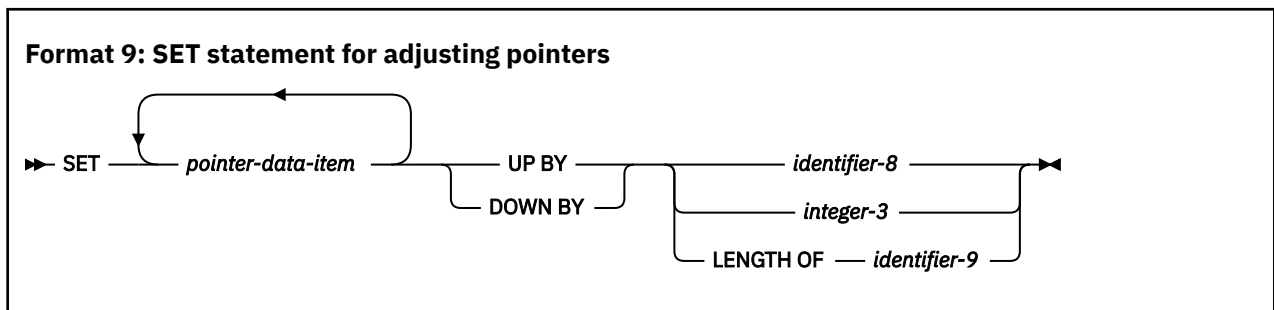 Format 9: SET statement for adjusting pointers
SET pointer-data-item UP BY identifier-8
DOWN BY integer-3
LENGTH OF identifier-9